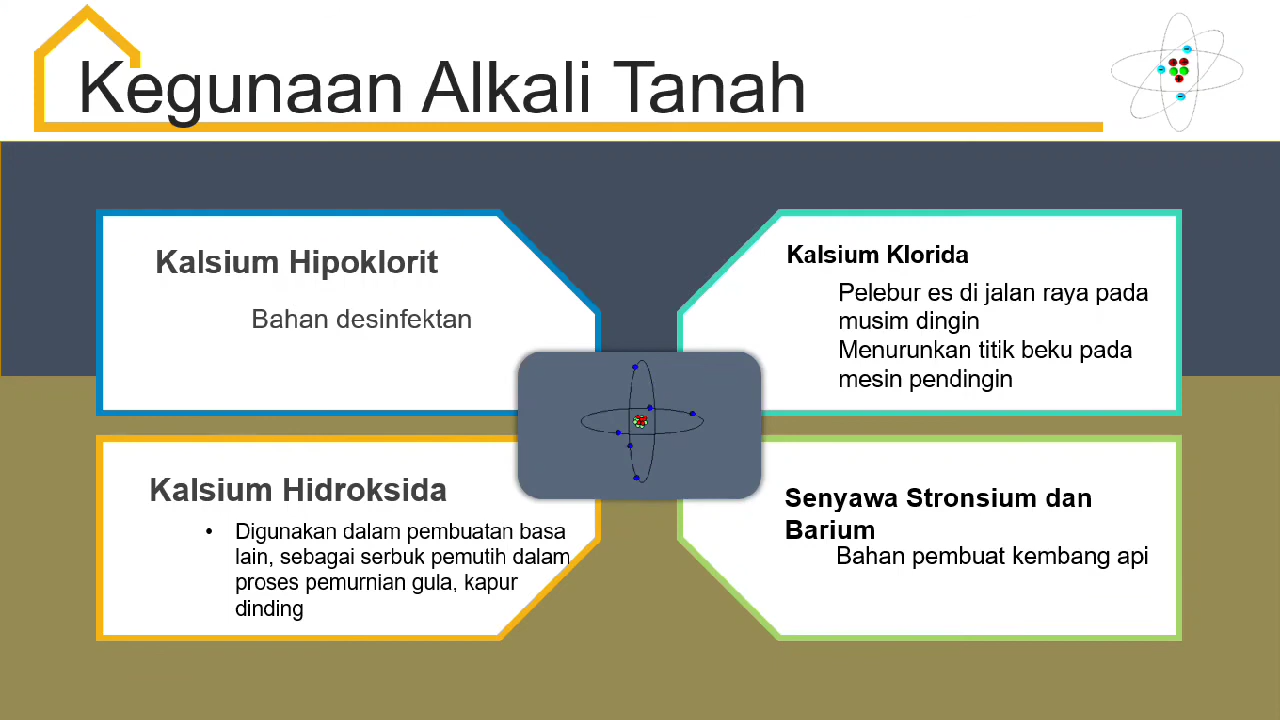 Kegunaan Alkali Tanah
Kalsium Hipoklorit
Bahan desinfektan
Kalsium Klorida
Pelebur es di jalan raya pada
musim dingin
Menurunkan titik beku pada
mesin pendingin
Kalsium Hidroksida
• Digunakan dalam pembuatan basa
lain, sebagai serbuk pemutih dalam
proses pemurnian gula, kapur
dinding
Senyawa Stronsium dan
Barium
Bahan pembuat kembang api